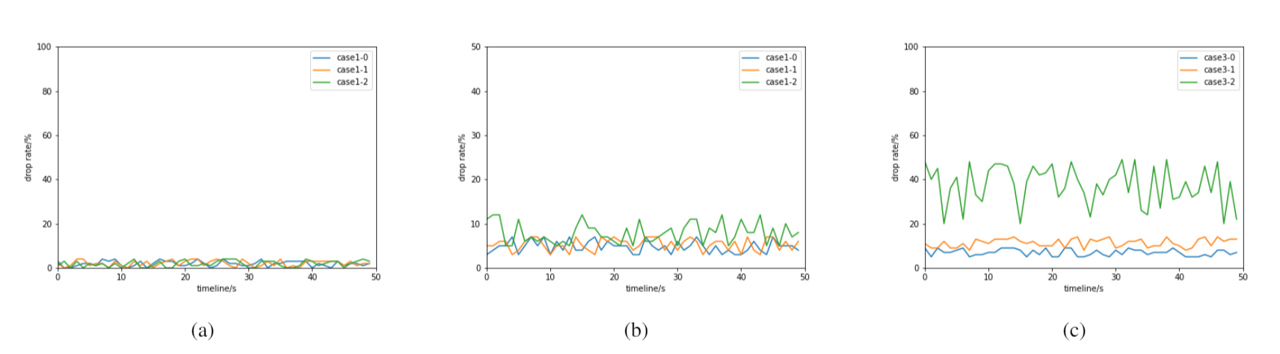 100
80
60
40
20
0
drop rate/%
0 10 20 30 40 50
timeline/s
case1-0
case1-1
case1-2
(a)
50
40
30
20
10
0
drop rate/%
0 10 20 30 40 50
timeline/s
case1-0
case1-1
case1-2
(b)
100
80
60
40
20
0
drop rate/%
0 10 20 30 40 50
timeline/s
case3-0
case3-1
case3-2
(c)